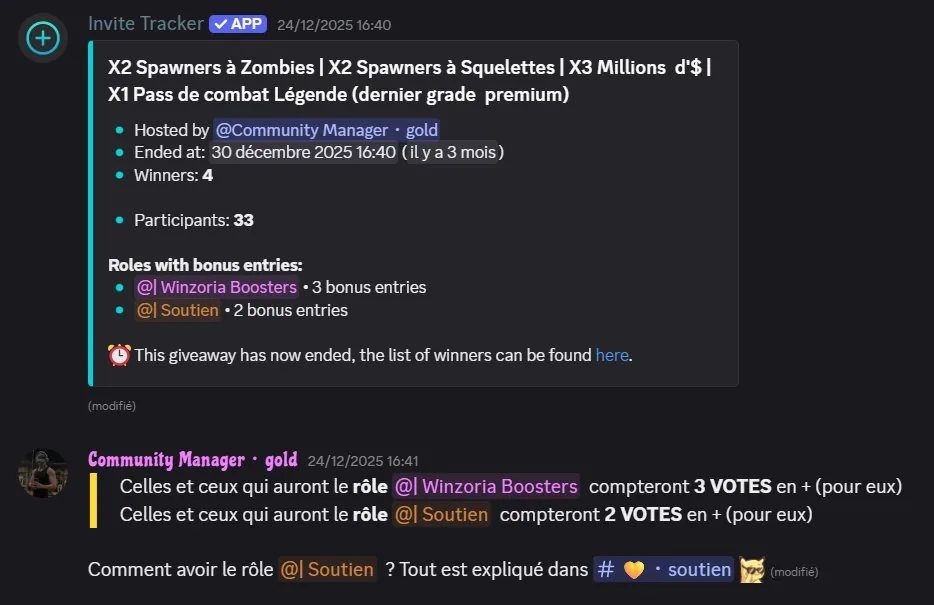 Invite Tracker ✓ APP 24/12/2025 16:40
X2 Spawners à Zombies | X2 Spawners à Squelettes | X3 Millions d'$ |
X1 Pass de combat Légende (dernier grade premium)
• Hosted by @Community Manager · gold
• Ended at: 30 décembre 2025 16:40 (il y a 3 mois)
• Winners: 4
• Participants: 33
Roles with bonus entries:
• @| Winzoria Boosters • 3 bonus entries
• @| Soutien • 2 bonus entries
⏰ This giveaway has now ended, the list of winners can be found here.
(modifié)
Community Manager · gold 24/12/2025 16:41
Celles et ceux qui auront le rôle @| Winzoria Boosters compteront 3 VOTES en + (pour eux)
Celles et ceux qui auront le rôle @| Soutien compteront 2 VOTES en + (pour eux)
Comment avoir le rôle @| Soutien ? Tout est expliqué dans # 🧡 · soutien (modifié)